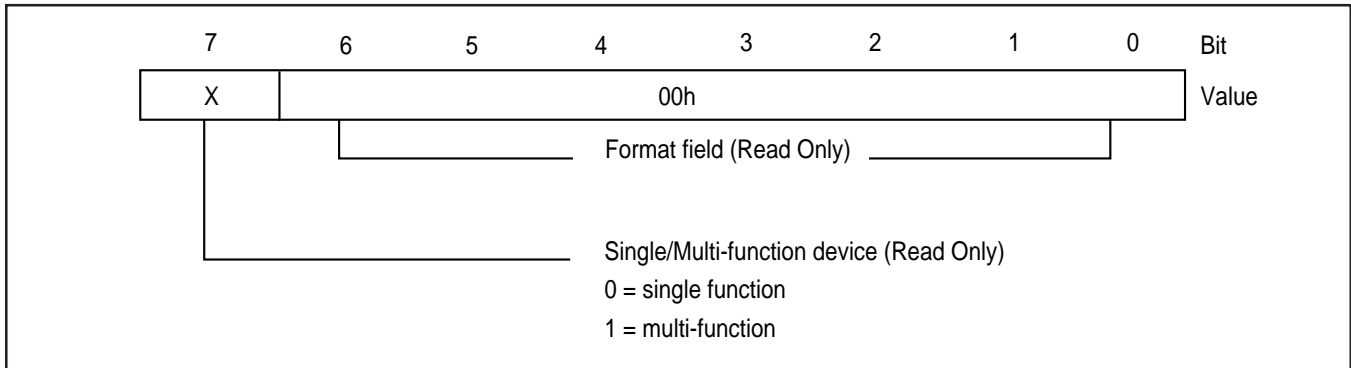 7 6 5 4 3 2 1 0 Bit
X 00h Value
Format field (Read Only)
Single/Multi-function device (Read Only)
0 = single function
1 = multi-function